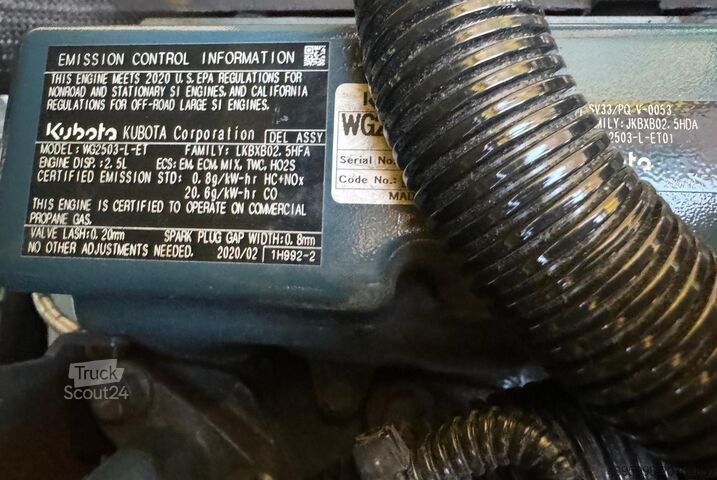 EMISSION CONTROL INFORMATION
THIS ENGINE MEETS 2020 U.S. EPA REGULATIONS FOR
NONROAD AND STATIONARY SI ENGINES, AND CALIFORNIA
REGULATIONS FOR OFF-ROAD LARGE SI ENGINES.
Kubota KUBOTA Corporation DEL ASSY
MODEL: WG2503-L-ET FAMILY: LKBXB02.5HFA
ENGINE DISP.: 2.5L ECS: EM, ECM, MIX, TWC, HO2S
CERTIFIED EMISSION STD: 0.8g/kW-hr HC+NOx
20.6g/kW-hr CO
THIS ENGINE IS CERTIFIED TO OPERATE ON COMMERCIAL
PROPANE GAS.
VALVE LASH: 0.20mm SPARK PLUG GAP WIDTH: 0.8mm
NO OTHER ADJUSTMENTS NEEDED. 2020/02 1H992-2
WG2
Serial No.
Code No.:
MAD
SV33/PQ V-0053
FAMILY: JKBXB02.5HDA
2503-L-ET01
Truck
Scout24